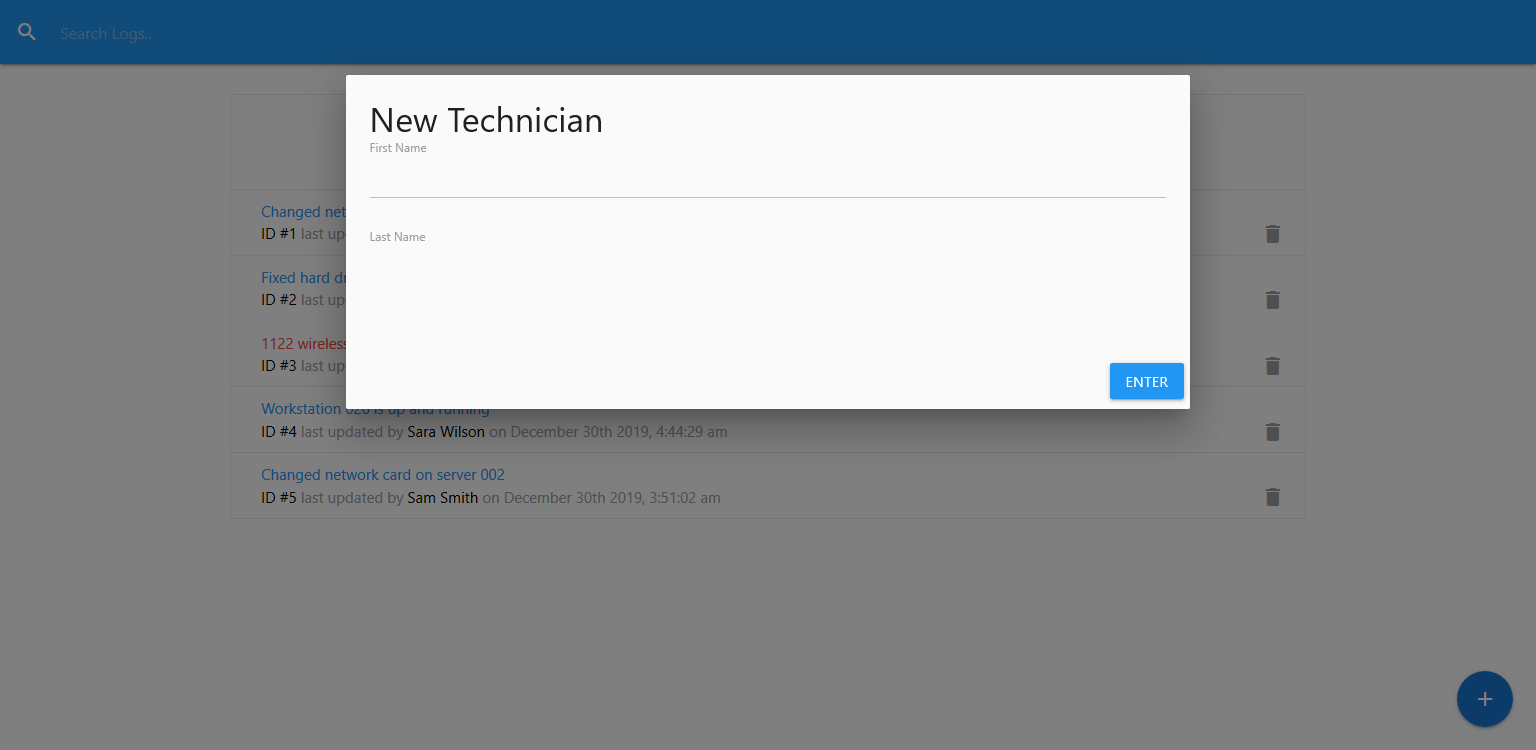 Search Logs..
New Technician
First Name
Last Name
ENTER
Changed net
ID #1 last up
Fixed hard
ID #2 last up
1122 wireless
ID #3 last up
Workstation 026 is up and running
ID #4 last updated by Sara Wilson on December 30th 2019, 4:44:29 am
Changed network card on server 002
ID #5 last updated by Sam Smith on December 30th 2019, 3:51:02 am